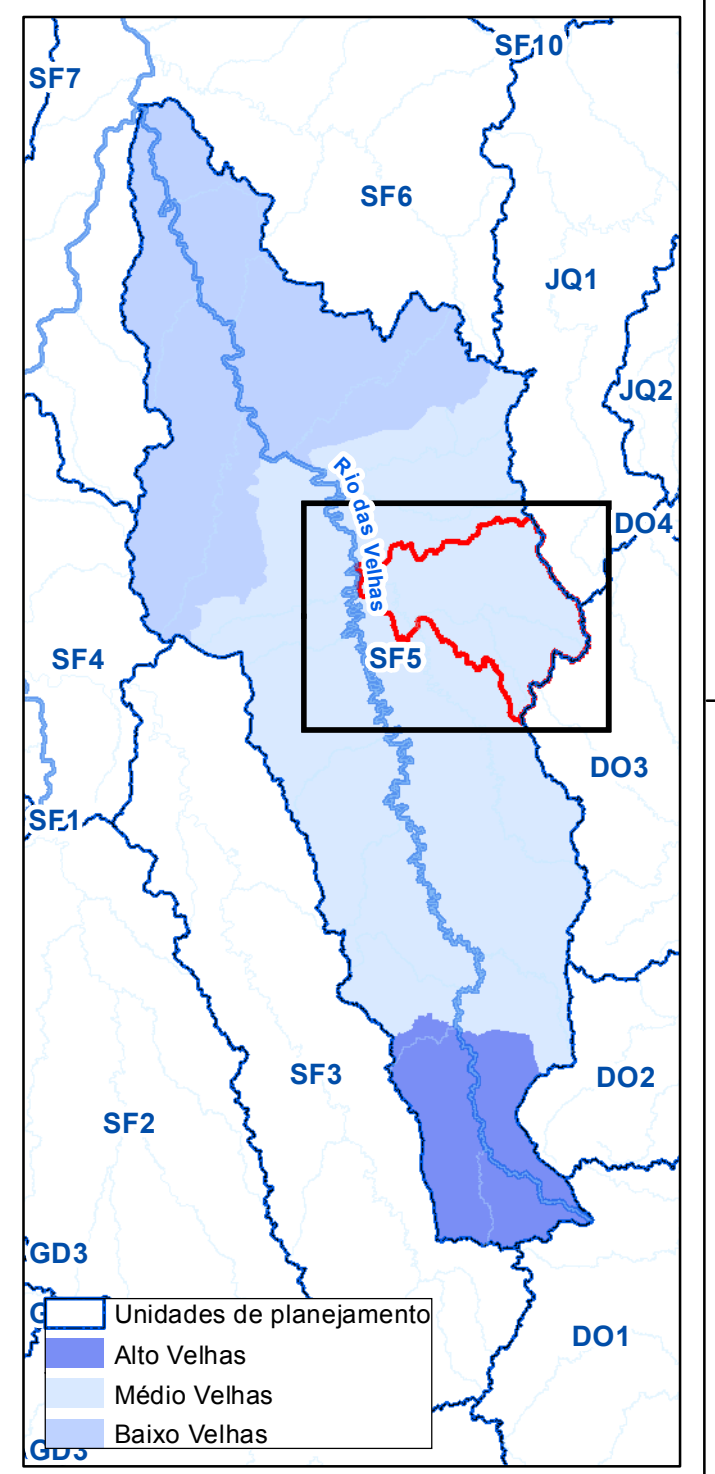 SF10
SF7
SF6
JQ1
JQ2
Rio das Velhas
DO4
SF4
SF5
DO3
SF1
SF3
DO2
SF2
GD3
DO1
Unidades de planejamento
Alto Velhas
Médio Velhas
Baixo Velhas
GD3